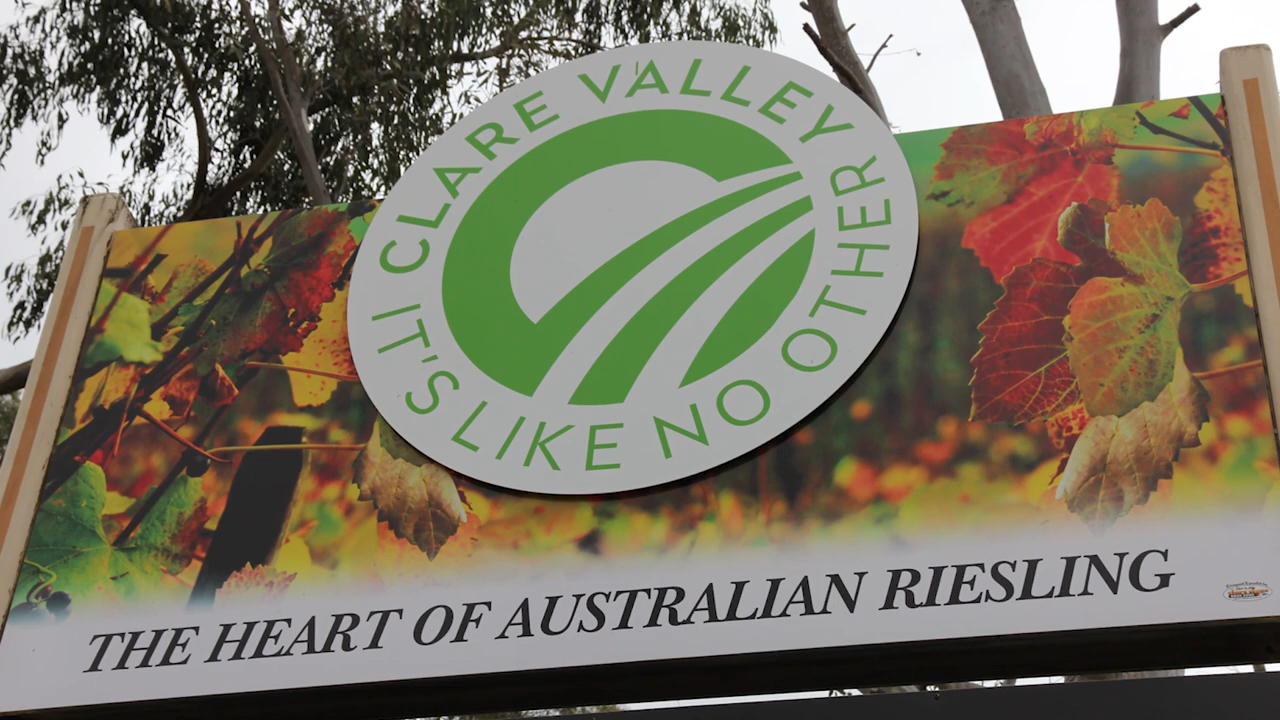 CLARE VALLEY
IT'S LIKE NO OTHER
THE HEART OF AUSTRALIAN RIESLING